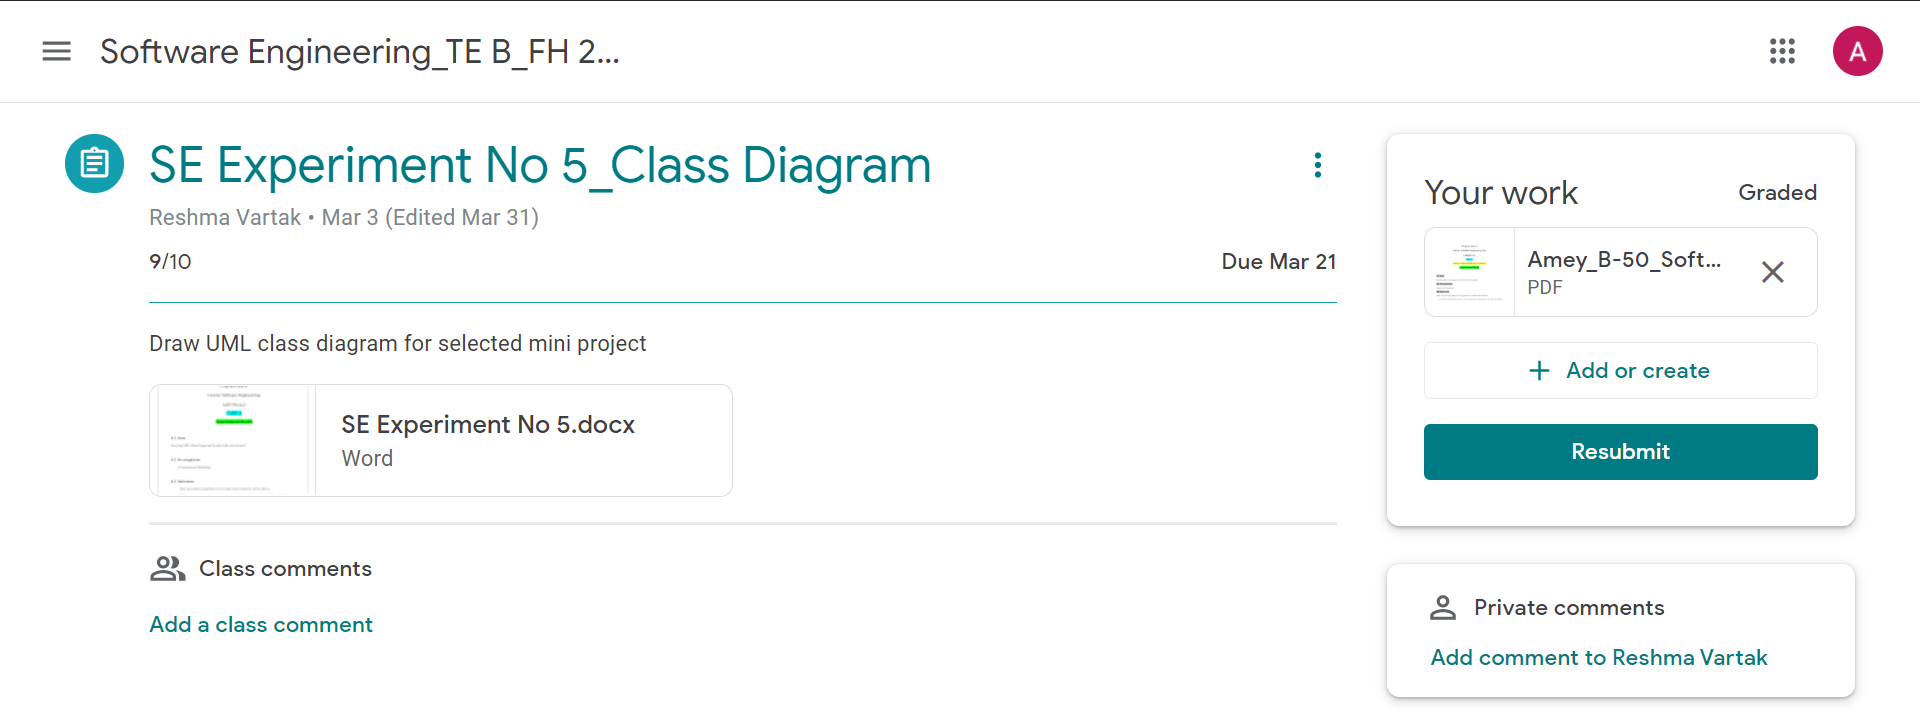 Software Engineering_TE B_FH 2...
A
SE Experiment No 5_Class Diagram
Reshma Vartak • Mar 3 (Edited Mar 31)
9/10
Due Mar 21
Draw UML class diagram for selected mini project
SE Experiment No 5.docx
Word
Class comments
Add a class comment
Your work
Graded
Amey_B-50_Soft...
PDF
+ Add or create
Resubmit
Private comments
Add comment to Reshma Vartak